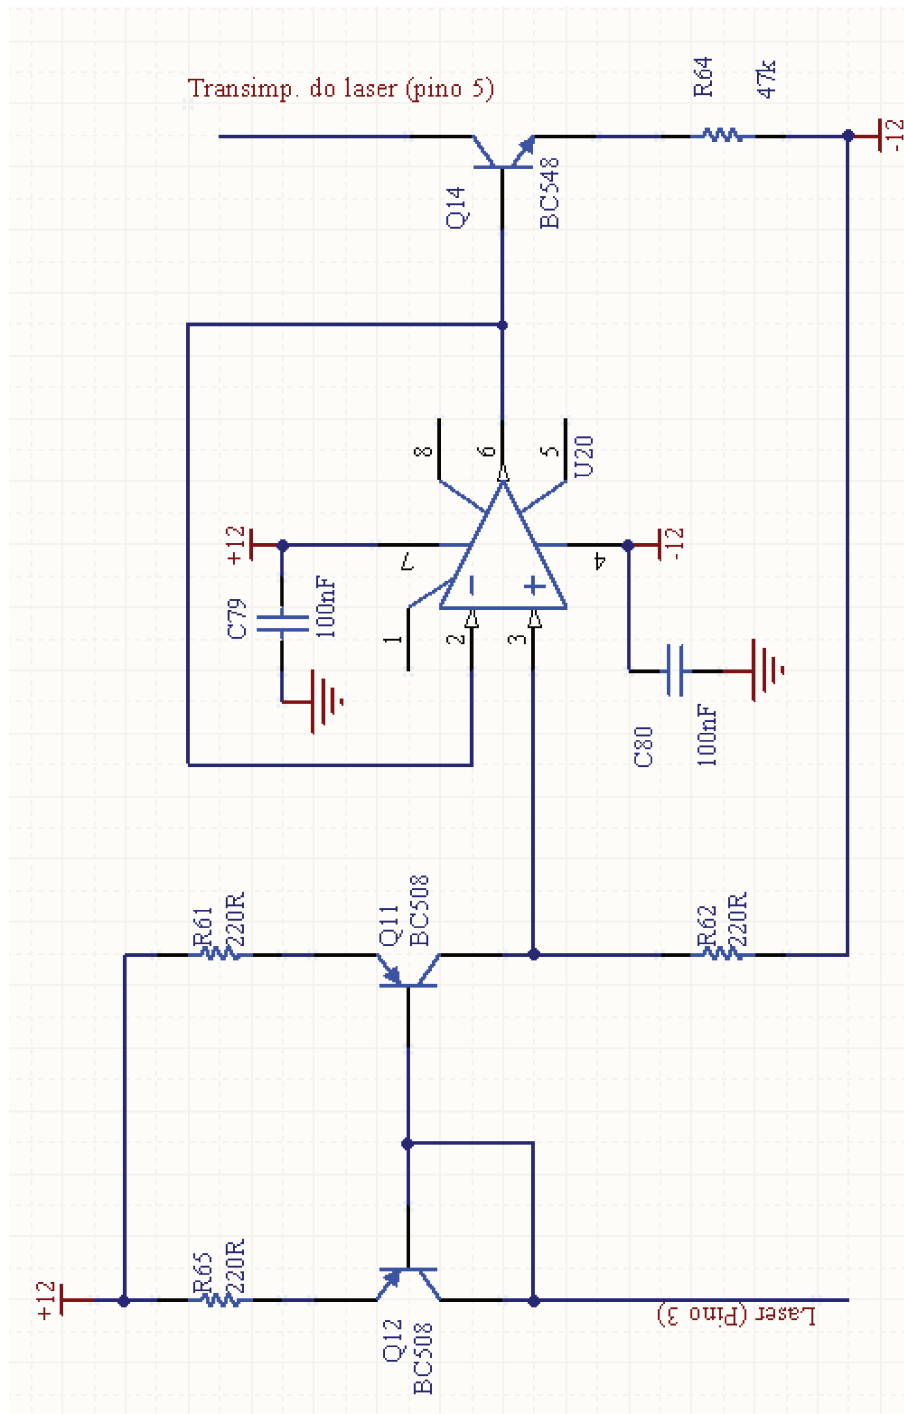 Transimp. do laser (pino 5)
R64
47k
-12
Q14
BC548
8
6
5
U20
+12
7
4
-12
C79
100nF
1
2
3
C80
100nF
R61
220R
Q11
BC508
R62
220R
+12
R65
220R
Q12
BC508
Laser (Pino 3)